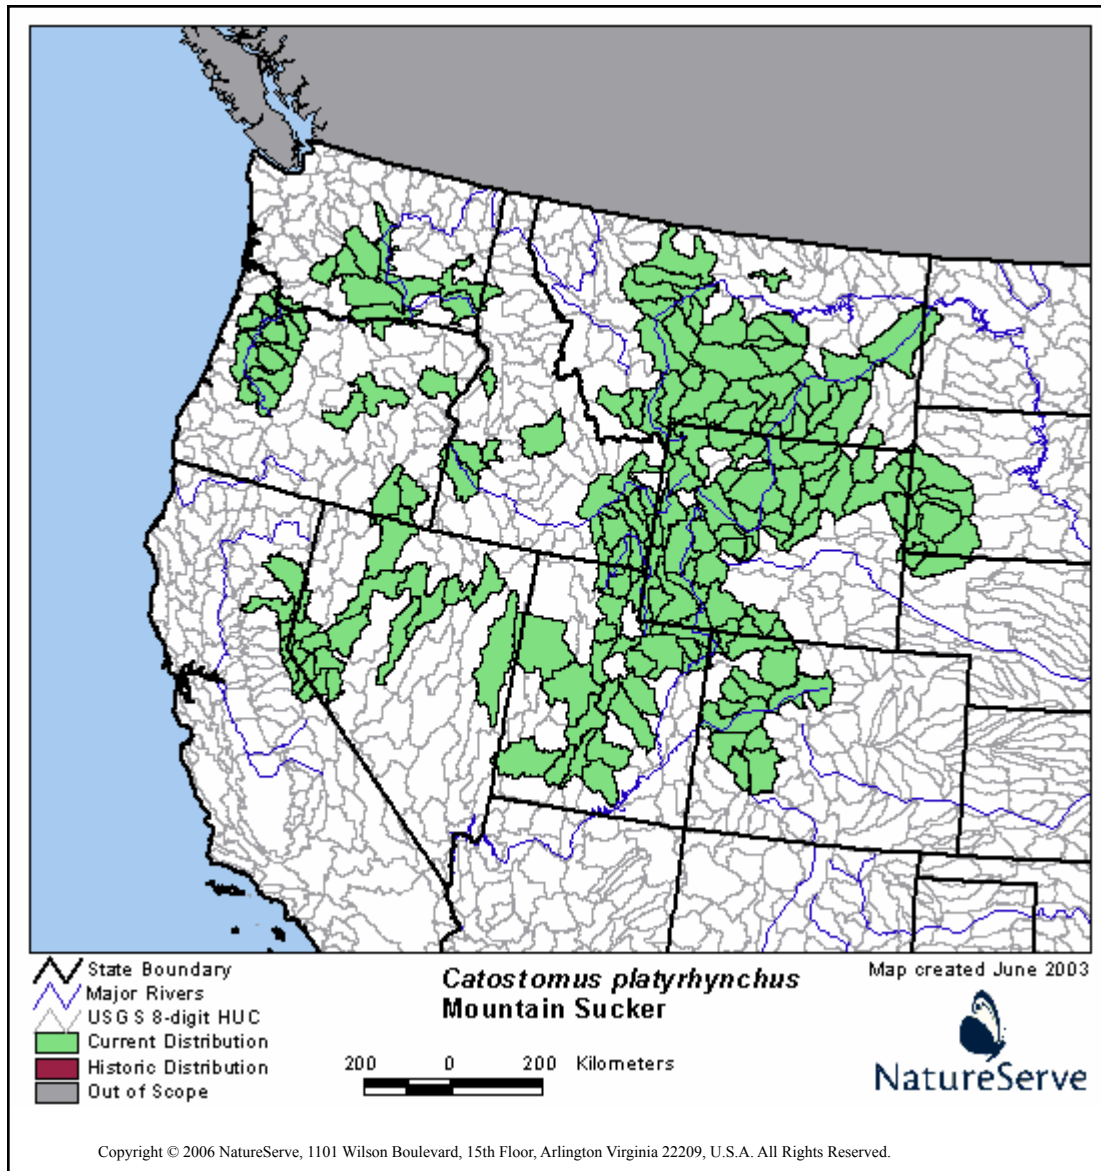 State Boundary
Major Rivers
USGS 8-digit HUC
Current Distribution
Historic Distribution
Out of Scope
Catostomus platyrhynchus
Mountain Sucker
200 0 200 Kilometers
Map created June 2003
NatureServe
Copyright © 2006 NatureServe, 1101 Wilson Boulevard, 15th Floor, Arlington Virginia 22209, U.S.A. All Rights Reserved.